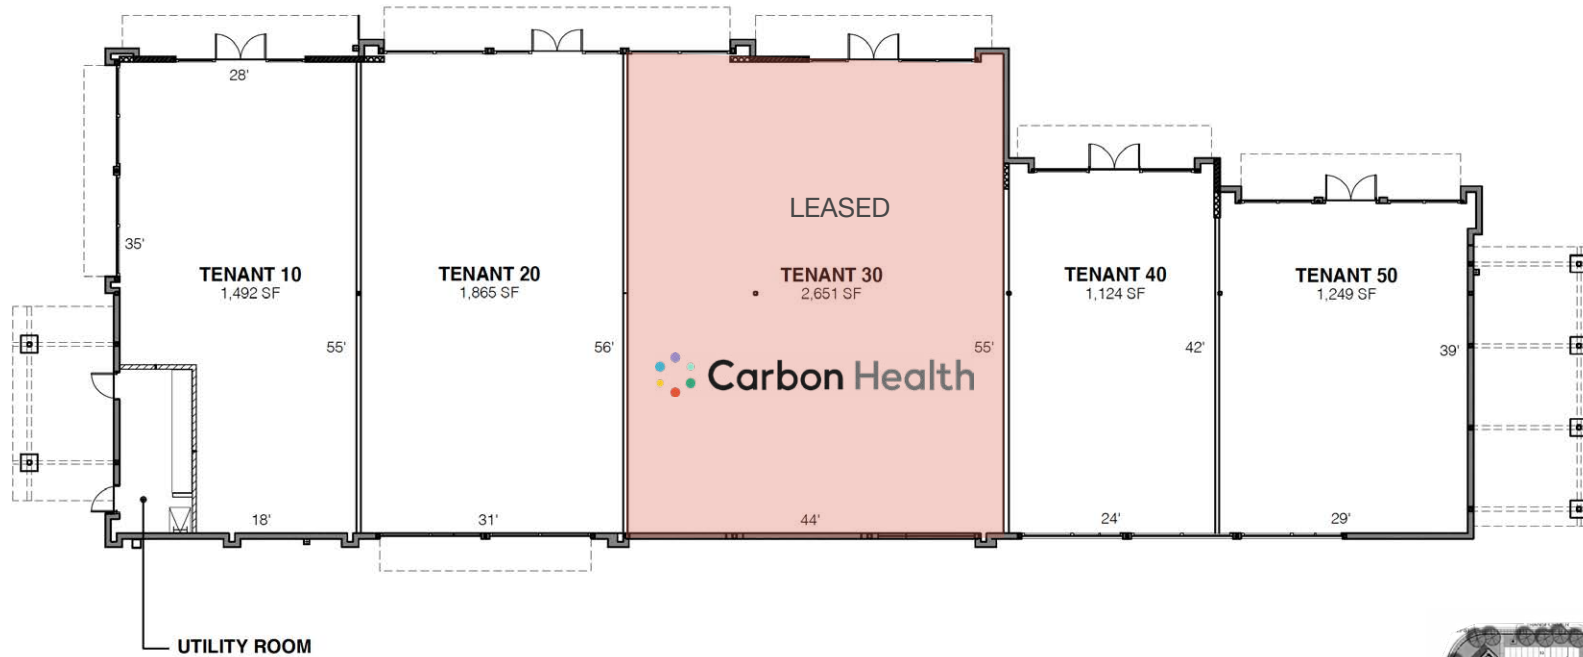 28'
LEASED
35'
TENANT 10
1,492 SF
TENANT 20
1,865 SF
TENANT 30
2,651 SF
TENANT 40
1,124 SF
TENANT 50
1,249 SF
55'
56'
55'
42'
39'
Carbon Health
18'
31'
44'
24'
29'
UTILITY ROOM